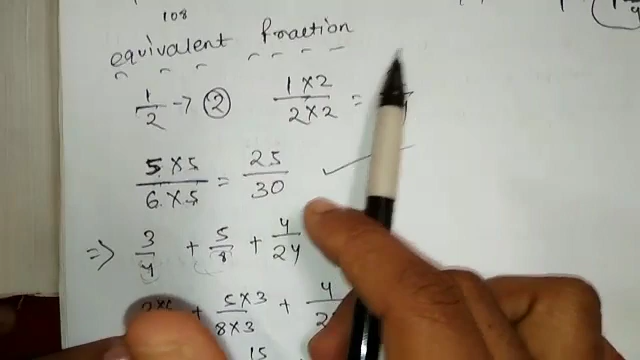 108
equivalent fraction
1/2 → 2 1×2/2×2 =
5×5/6×5 = 25/30
⇒ 3/4 + 5/8 + 4/24
+ 5×3/8×3 + 4/
15